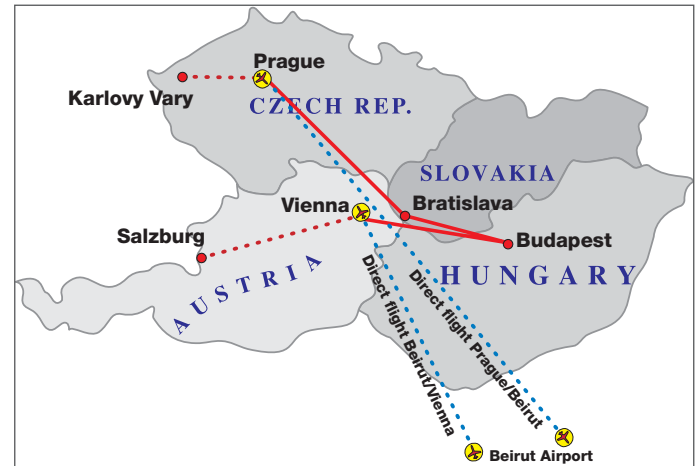 Prague
Karlovy Vary
CZECH REP.
SLOVAKIA
Vienna
Bratislava
Salzburg
Budapest
AUSTRIA
HUNGARY
Direct flight Beirut/Vienna
Direct flight Prague/Beirut
Beirut Airport